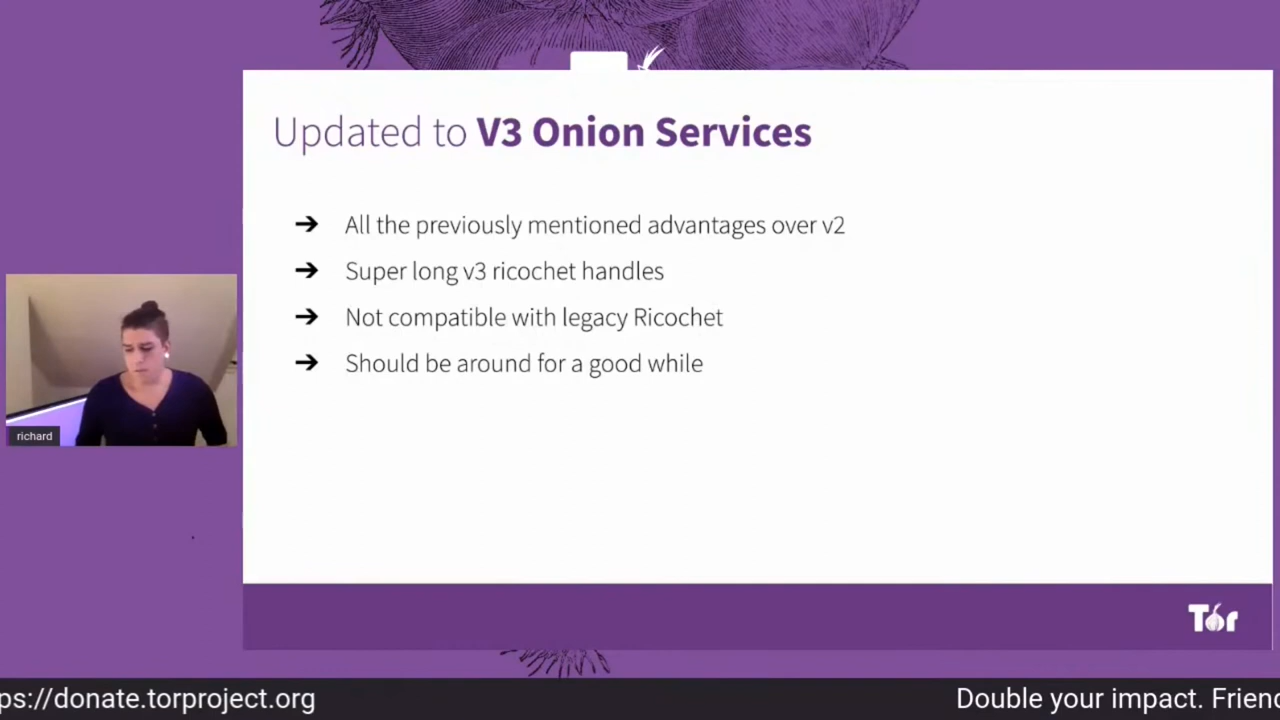 Updated to V3 Onion Services
All the previously mentioned advantages over v2
Super long v3 ricochet handles
Not compatible with legacy Ricochet
Should be around for a good while
richard
Tor
ps://donate.torproject.org
Double your impact. Frien